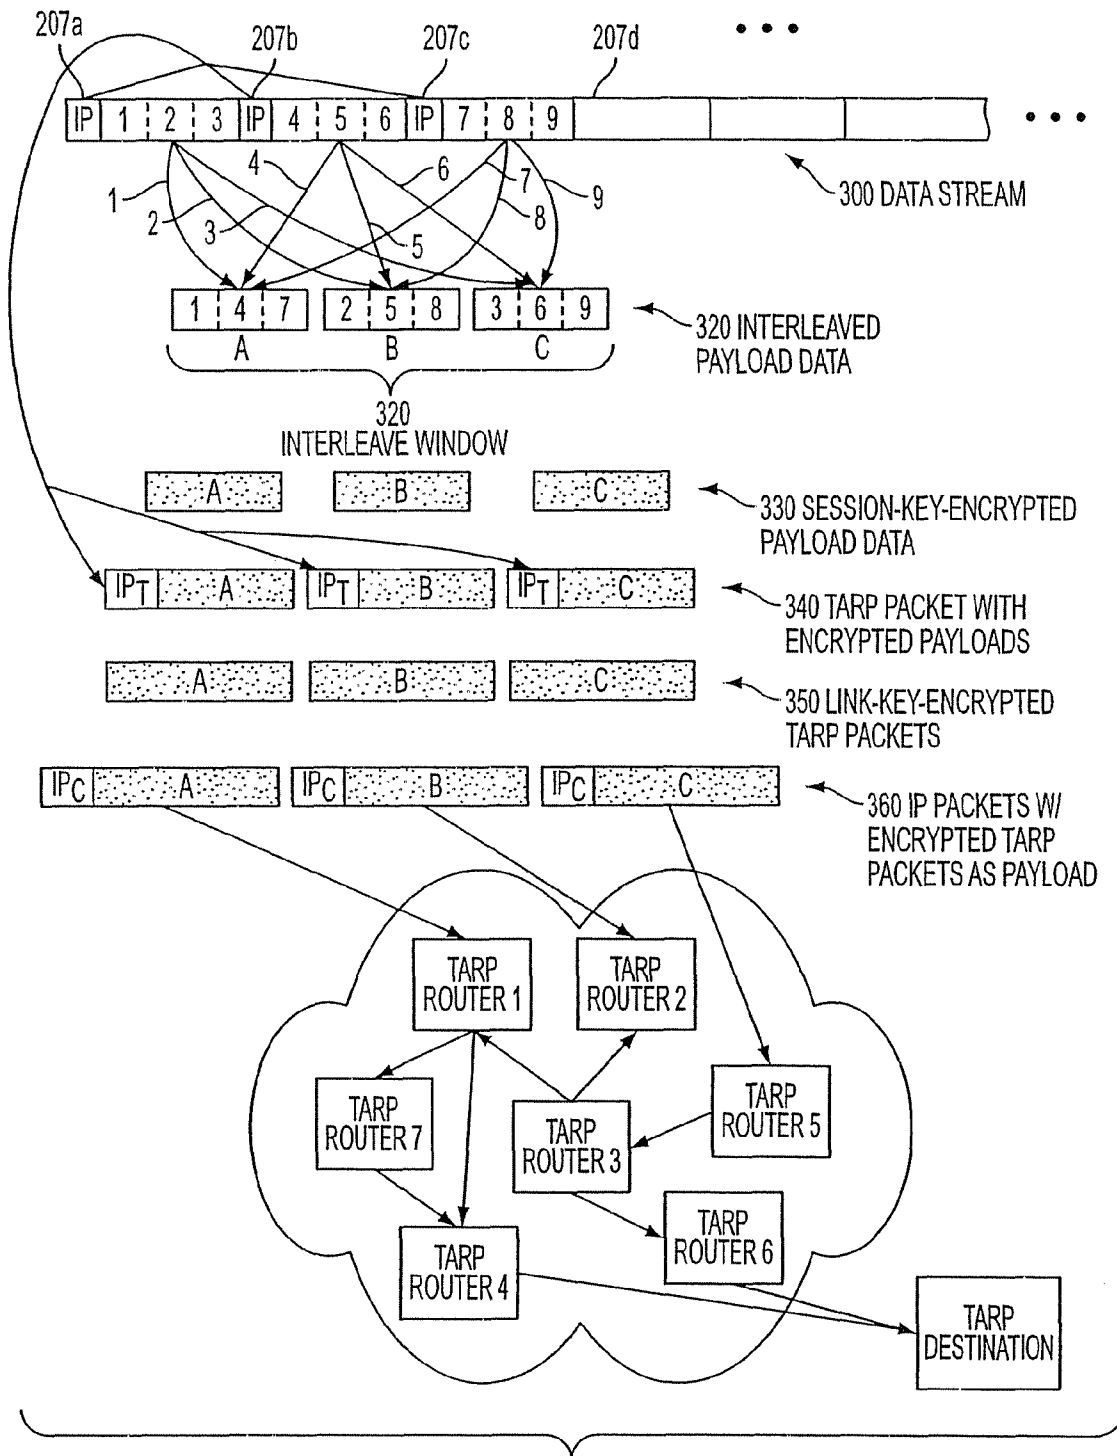 207a
207b
207c
207d
• • •
IP 1 2 3 IP 4 5 6 IP 7 8 9
• • •
300 DATA STREAM
1 2 3 4 5 6 7 8 9
1 4 7 2 5 8 3 6 9
A B C
320 INTERLEAVED
PAYLOAD DATA
320
INTERLEAVE WINDOW
A B C
330 SESSION-KEY-ENCRYPTED
PAYLOAD DATA
IPT A IPT B IPT C
340 TARP PACKET WITH
ENCRYPTED PAYLOADS
A B C
350 LINK-KEY-ENCRYPTED
TARP PACKETS
IPC A IPC B IPC C
360 IP PACKETS W/
ENCRYPTED TARP
PACKETS AS PAYLOAD
TARP
ROUTER 1
TARP
ROUTER 2
TARP
ROUTER 5
TARP
ROUTER 7
TARP
ROUTER 3
TARP
ROUTER 6
TARP
ROUTER 4
TARP
DESTINATION